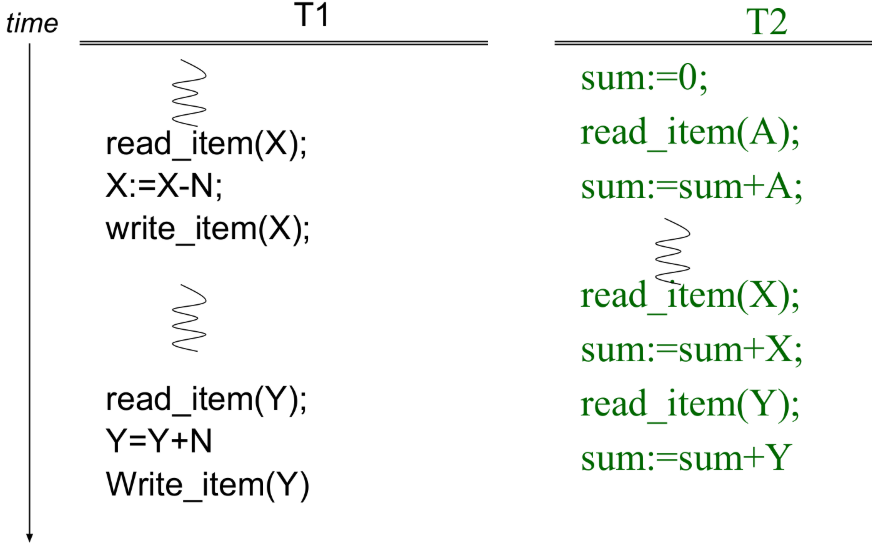 time
T1
read_item(X);
X:=X-N;
write_item(X);
read_item(Y);
Y=Y+N
Write_item(Y)
T2
sum:=0;
read_item(A);
sum:=sum+A;
read_item(X);
sum:=sum+X;
read_item(Y);
sum:=sum+Y